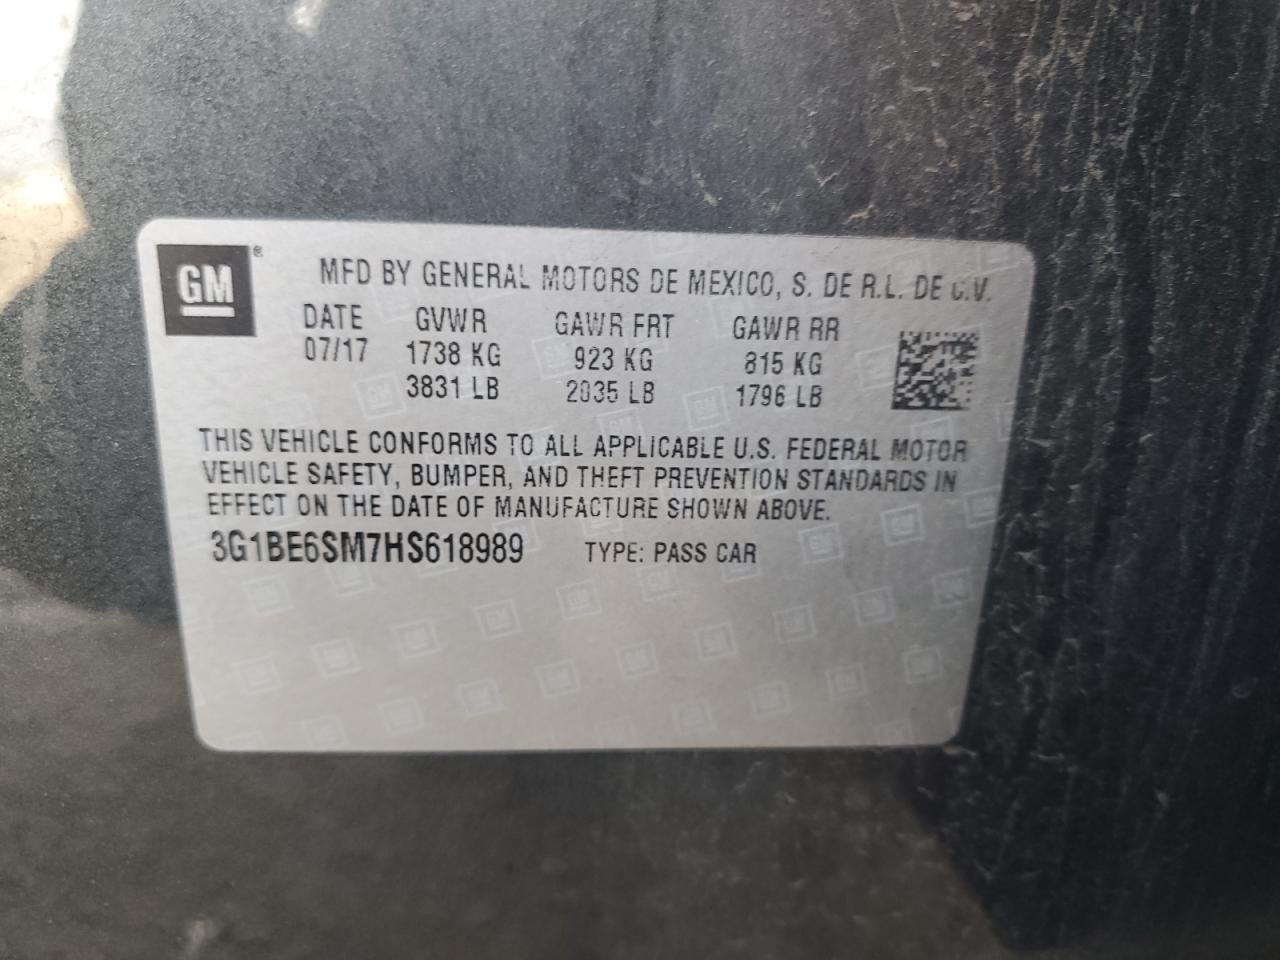 GM ®
MFD BY GENERAL MOTORS DE MEXICO, S. DE R.L. DE C.V.
DATE GVWR GAWR FRT GAWR RR
07/17 1738 KG 923 KG 815 KG
3831 LB 2035 LB 1796 LB
THIS VEHICLE CONFORMS TO ALL APPLICABLE U.S. FEDERAL MOTOR
VEHICLE SAFETY, BUMPER, AND THEFT PREVENTION STANDARDS IN
EFFECT ON THE DATE OF MANUFACTURE SHOWN ABOVE.
3G1BE6SM7HS618989 TYPE: PASS CAR